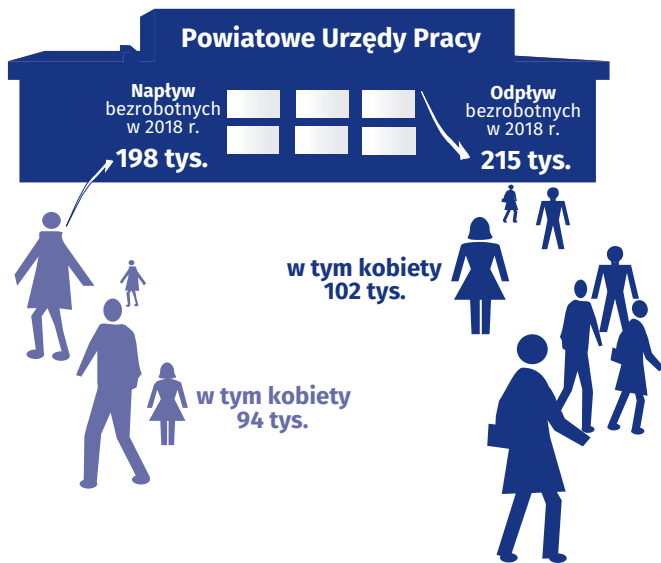 Powiatowe Urzędy Pracy
Napływ
bezrobotnych
w 2018 r.
198 tys.
Odpływ
bezrobotnych
w 2018 r.
215 tys.
w tym kobiety
102 tys.
w tym kobiety
94 tys.